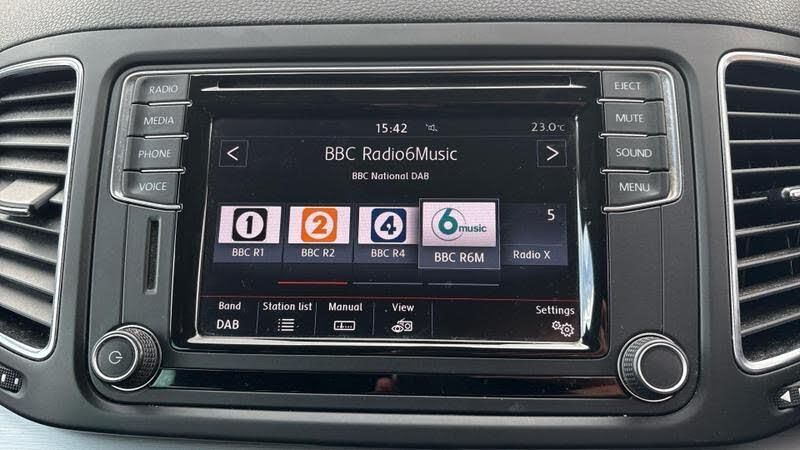 RADIO
MEDIA
PHONE
VOICE
EJECT
MUTE
SOUND
MENU
15:42 23.0°C
< BBC Radio6Music >
BBC National DAB
1 2 4 6 music 5
BBC R1 BBC R2 BBC R4 BBC R6M Radio X
Band Station list Manual View Settings
DAB